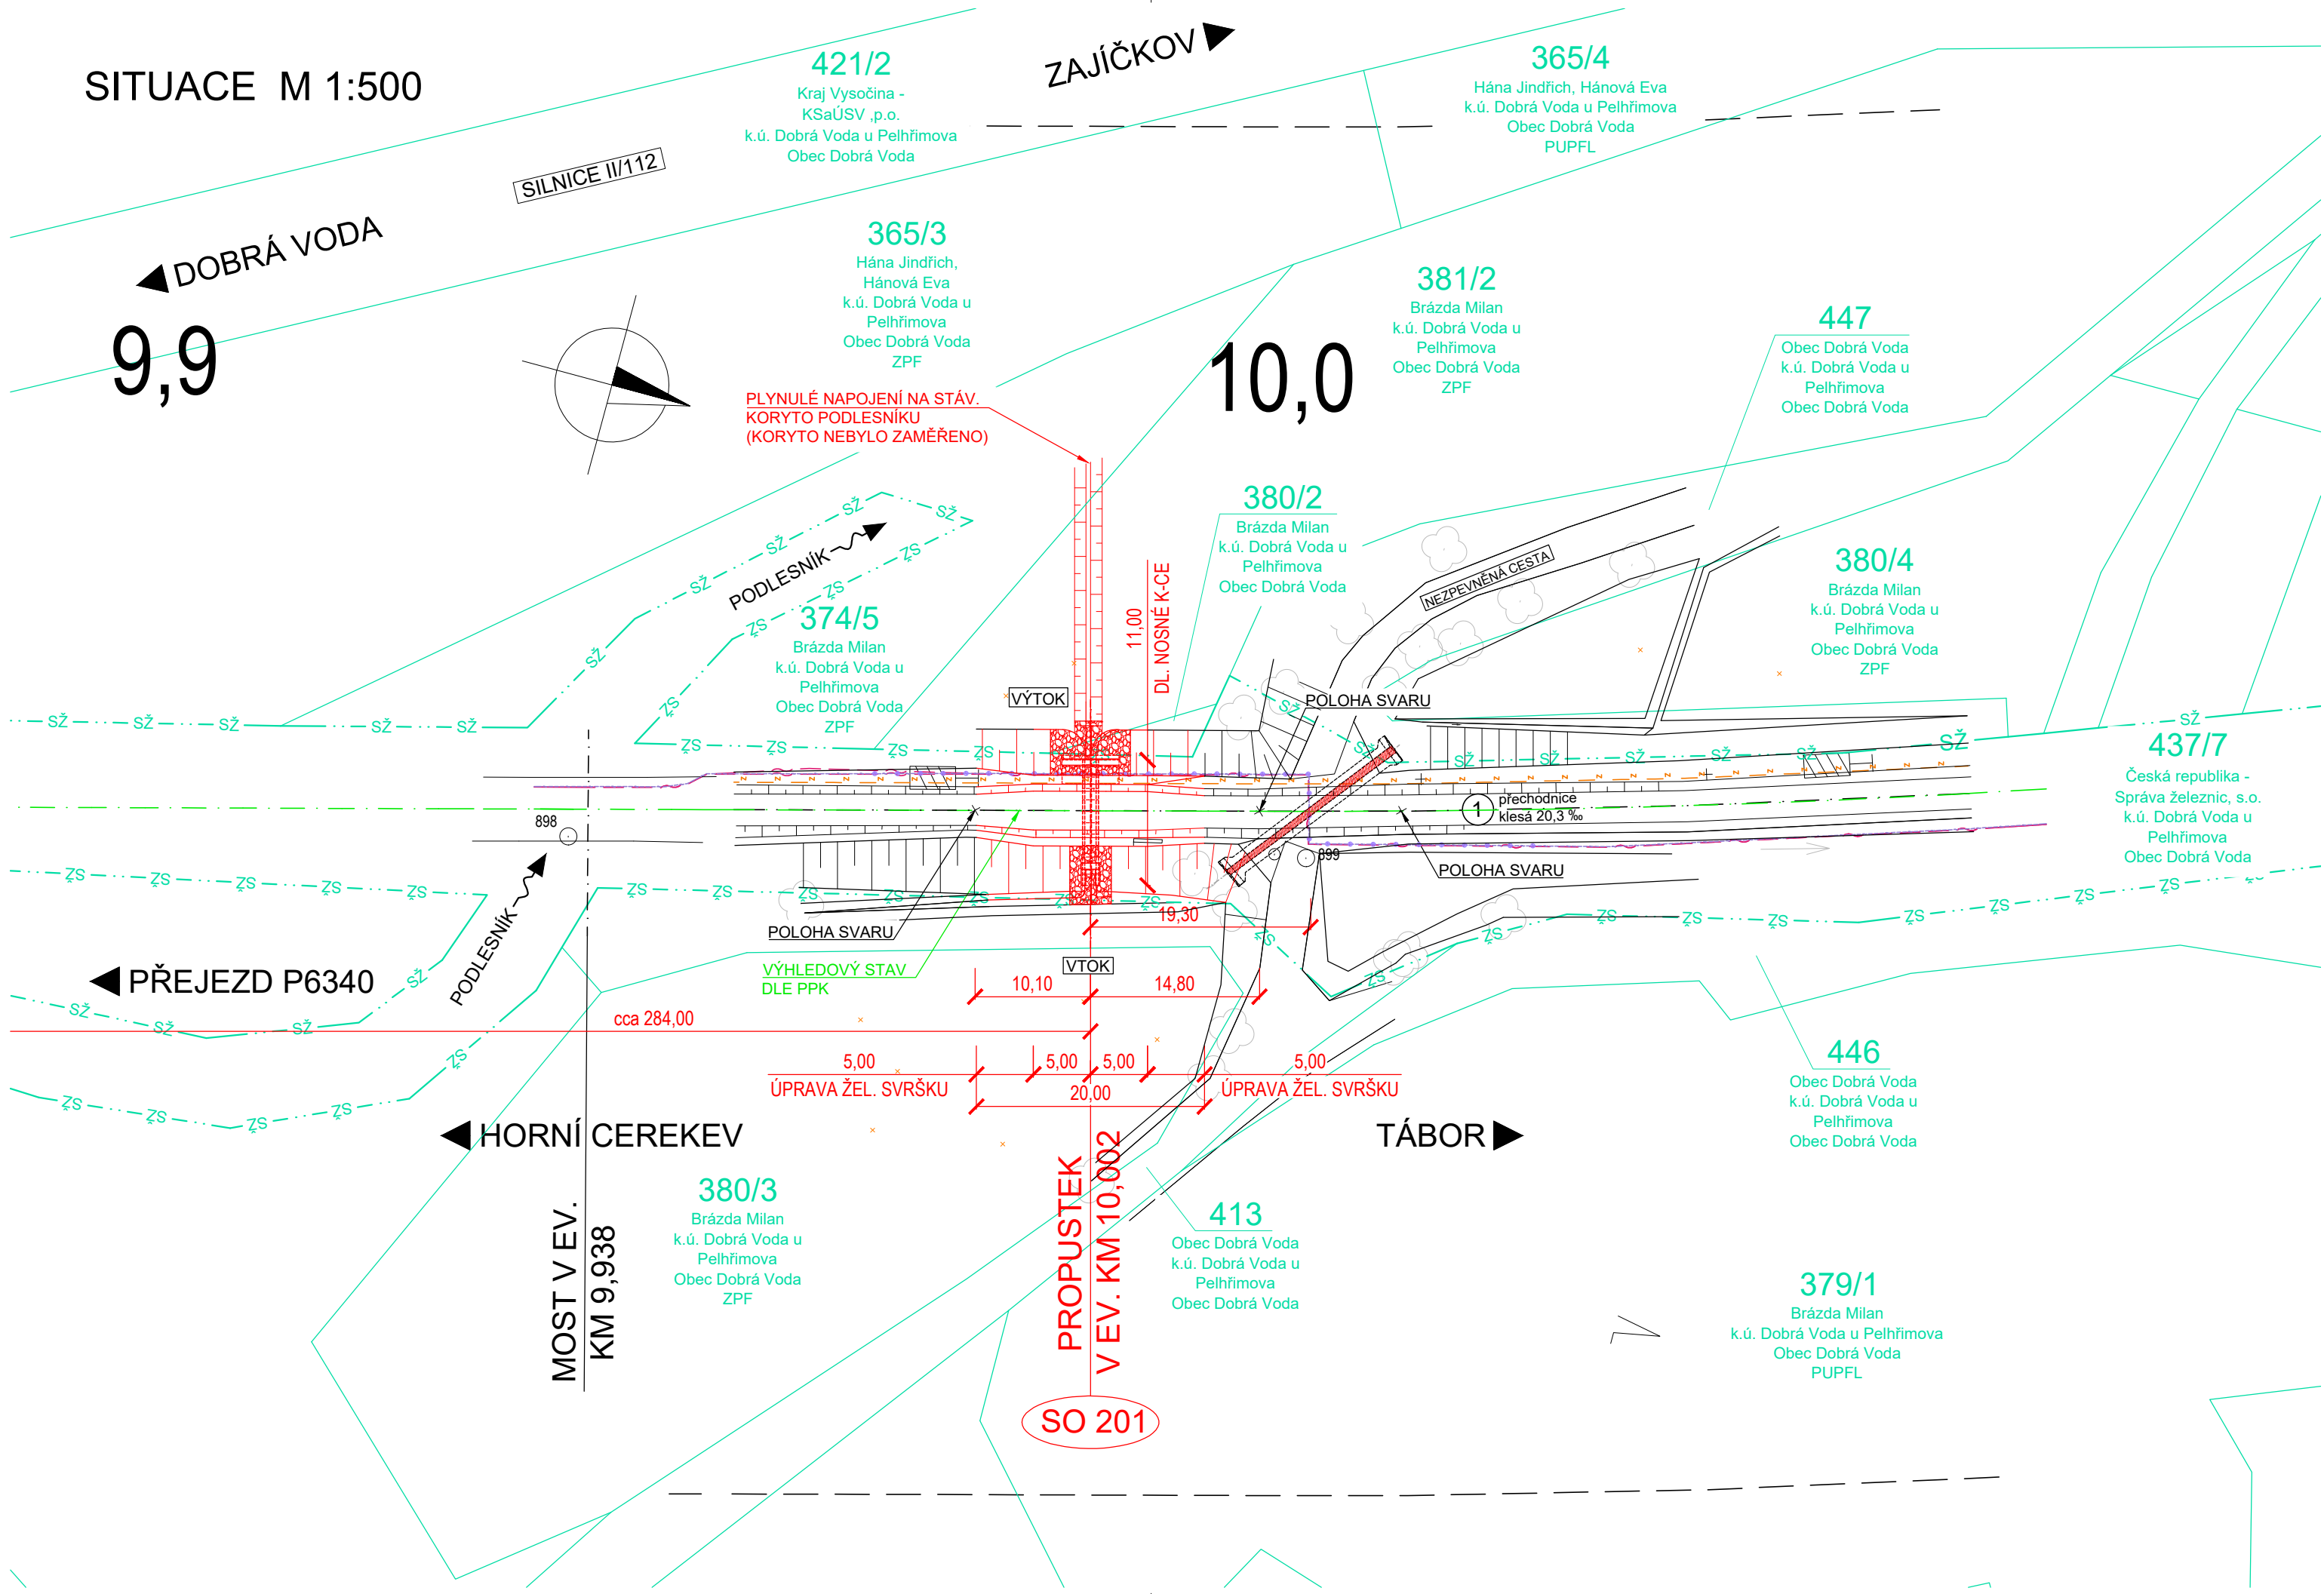 SITUACE M 1:500
421/2
Kraj Vysočina -
KSaÚSV ,p.o.
k.ú. Dobrá Voda u Pelhřimova
Obec Dobrá Voda
ZAJÍČKOV
365/4
Hána Jindřich, Hánová Eva
k.ú. Dobrá Voda u Pelhřimova
Obec Dobrá Voda
PUPFL
SILNICE II/112
DOBRÁ VODA
365/3
Hána Jindřich,
Hánová Eva
k.ú. Dobrá Voda u
Pelhřimova
Obec Dobrá Voda
ZPF
381/2
Brázda Milan
k.ú. Dobrá Voda u
Pelhřimova
Obec Dobrá Voda
ZPF
447
Obec Dobrá Voda
k.ú. Dobrá Voda u
Pelhřimova
Obec Dobrá Voda
9,9
10,0
PLYNULÉ NAPOJENÍ NA STÁV.
KORYTO PODLESNÍKU
(KORYTO NEBYLO ZAMĚŘENO)
380/2
Brázda Milan
k.ú. Dobrá Voda u
Pelhřimova
Obec Dobrá Voda
NEZPEVNĚNÁ CESTA
380/4
Brázda Milan
k.ú. Dobrá Voda u
Pelhřimova
Obec Dobrá Voda
ZPF
PODLESNÍK
374/5
Brázda Milan
k.ú. Dobrá Voda u
Pelhřimova
Obec Dobrá Voda
ZPF
11,00
DL. NOSNÉ K-CE
VÝTOK
POLOHA SVARU
SŽ SŽ SŽ SŽ SŽ SŽ SŽ SŽ SŽ SŽ
437/7
Česká republika -
Správa železnic, s.o.
k.ú. Dobrá Voda u
Pelhřimova
Obec Dobrá Voda
1
přechodnice
klesá 20,3 ‰
898
899
POLOHA SVARU
POLOHA SVARU
19,30
PODLESNÍK
VTOK
VÝHLEDOVÝ STAV
DLE PPK
PŘEJEZD P6340
10,10
14,80
cca 284,00
5,00
5,00
5,00
5,00
ÚPRAVA ŽEL. SVRŠKU
20,00
ÚPRAVA ŽEL. SVRŠKU
446
Obec Dobrá Voda
k.ú. Dobrá Voda u
Pelhřimova
Obec Dobrá Voda
HORNÍ CEREKEV
TÁBOR
380/3
Brázda Milan
k.ú. Dobrá Voda u
Pelhřimova
Obec Dobrá Voda
ZPF
MOST V EV.
KM 9,938
PROPUSTEK
V EV. KM 10,002
413
Obec Dobrá Voda
k.ú. Dobrá Voda u
Pelhřimova
Obec Dobrá Voda
379/1
Brázda Milan
k.ú. Dobrá Voda u Pelhřimova
Obec Dobrá Voda
PUPFL
SO 201